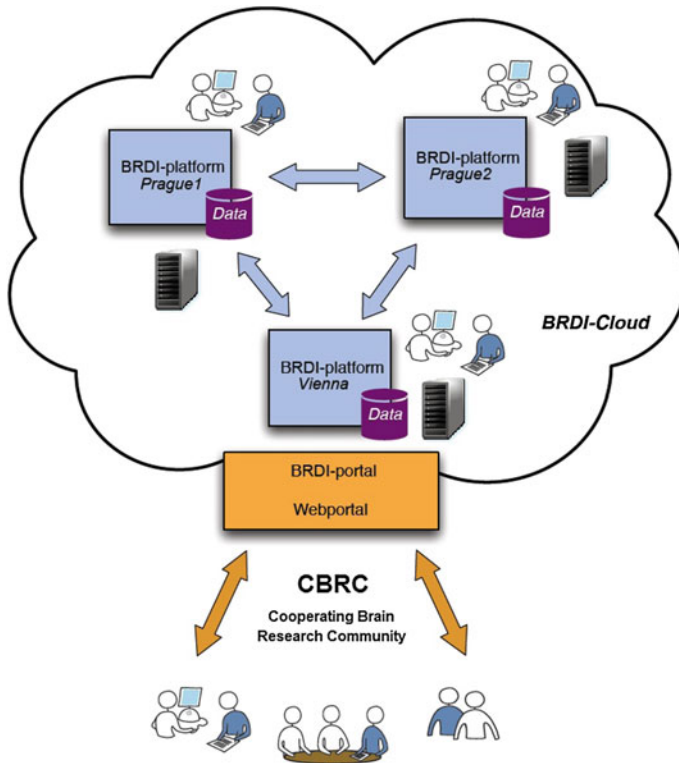 BRDI-platform
Prague1
Data
BRDI-platform
Prague2
Data
BRDI-Cloud
BRDI-platform
Vienna
Data
BRDI-portal
Webportal
CBRC
Cooperating Brain
Research Community